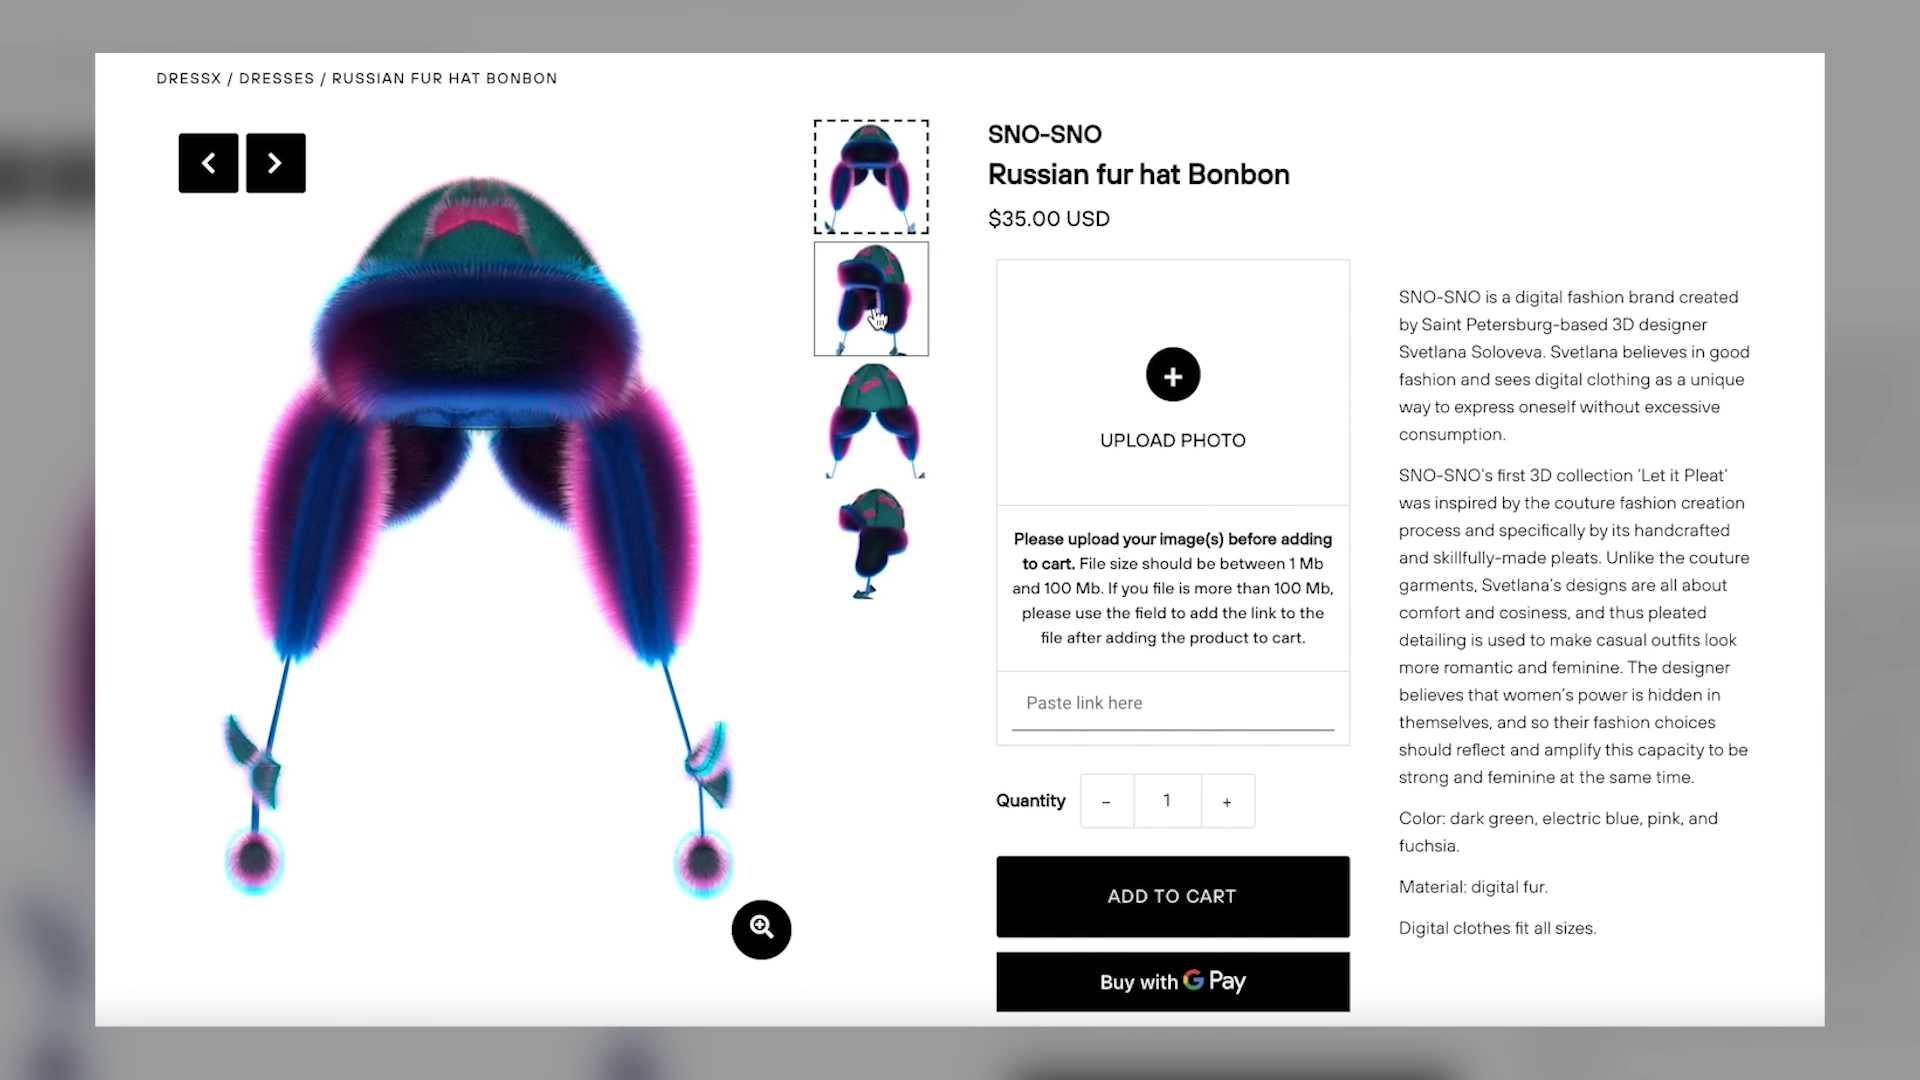 DRESSX / DRESSES / RUSSIAN FUR HAT BONBON
SNO-SNO
Russian fur hat Bonbon
$35.00 USD
+
UPLOAD PHOTO
Please upload your image(s) before adding
to cart. File size should be between 1 Mb
and 100 Mb. If you file is more than 100 Mb,
please use the field to add the link to the
file after adding the product to cart.
Paste link here
Quantity - 1 +
ADD TO CART
Buy with G Pay
SNO-SNO is a digital fashion brand created
by Saint Petersburg-based 3D designer
Svetlana Soloveva. Svetlana believes in good
fashion and sees digital clothing as a unique
way to express oneself without excessive
consumption.
SNO-SNO's first 3D collection 'Let it Pleat'
was inspired by the couture fashion creation
process and specifically by its handcrafted
and skillfully-made pleats. Unlike the couture
garments, Svetlana's designs are all about
comfort and cosiness, and thus pleated
detailing is used to make casual outfits look
more romantic and feminine. The designer
believes that women's power is hidden in
themselves, and so their fashion choices
should reflect and amplify this capacity to be
strong and feminine at the same time.
Color: dark green, electric blue, pink, and
fuchsia.
Material: digital fur.
Digital clothes fit all sizes.